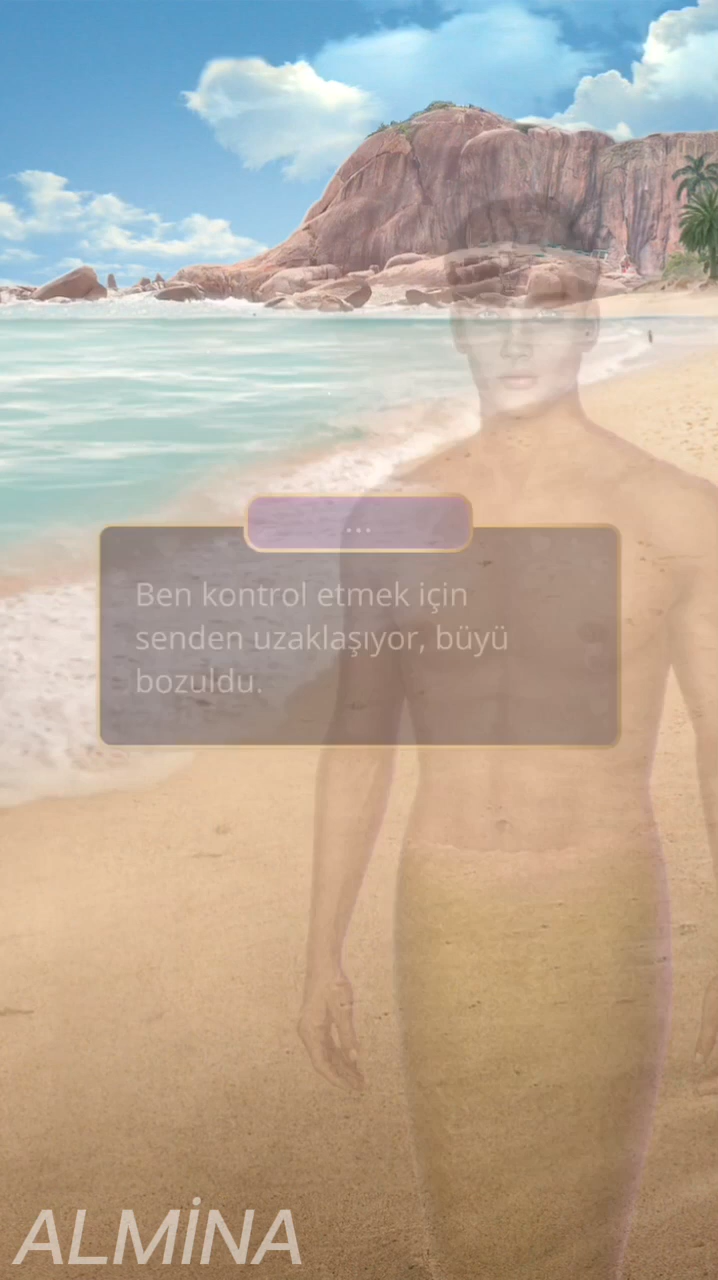 ...
Ben kontrol etmek için
senden uzaklaşıyor, büyü
bozuldu.
ALMİNA